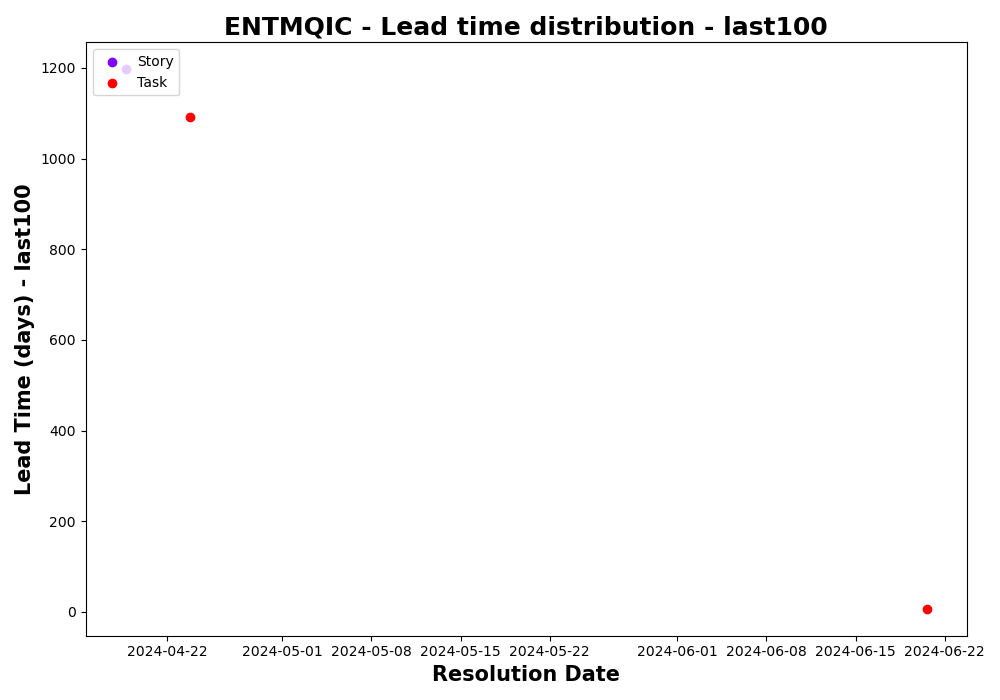 ENTMQIC - Lead time distribution - last100
Story
Task
1200
1000
800
600
400
200
0
Lead Time (days) - last100
2024-04-22 2024-05-01 2024-05-08 2024-05-15 2024-05-22 2024-06-01 2024-06-08 2024-06-15 2024-06-22
Resolution Date